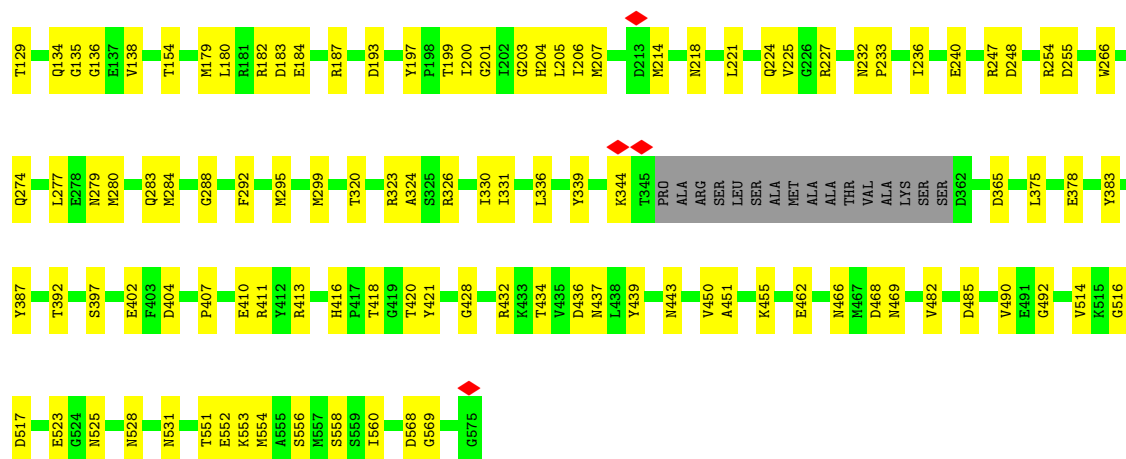 T129 Q134 G135 G136 E137 V138 T154 M179 L180 R181 R182 D183 E184 R187 D193 Y197 P198 T199 I200 G201 I202 G203 H204 L205 I206 M207 D213 M214 N218 L221 Q224 V225 G226 R227 N232 P233 I236 E240 R247 D248 R254 D255 W266
Q274 L277 E278 N279 M280 Q283 M284 G288 F292 M295 M299 T320 R323 A324 S325 R326 I330 I331 L336 Y339 K344 T345 PRO ALA ARG SER LEU SER ALA MET ALA ALA THR VAL ALA LYS SER SER D362 D365 L375 E378 Y383
Y387 T392 S397 E402 F403 D404 P407 E410 R411 Y412 R413 H416 P417 T418 G419 T420 Y421 G428 R432 K433 T434 V435 D436 N437 L438 Y439 N443 V450 A451 K455 E462 N466 M467 D468 N469 V482 D485 V490 E491 G492 V514 K515 G516
D517 E523 G524 N525 N528 N531 T551 E552 K553 M554 A555 S556 M557 S558 S559 I560 D568 G569 G575